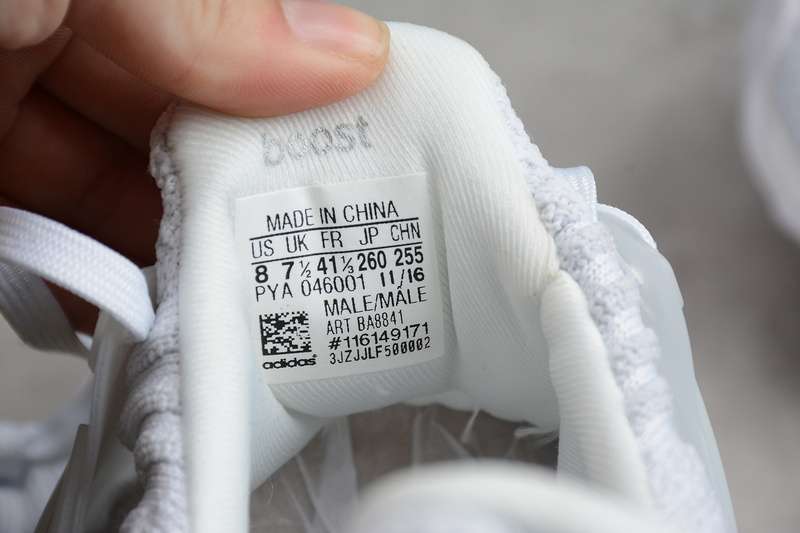 boost
MADE IN CHINA
US UK FR JP CHN
8 7½ 41⅓ 260 255
PYA 046001 11/16
MALE/MÂLE
ART BA8841
#116149171
3JZJJLF500002
adidas